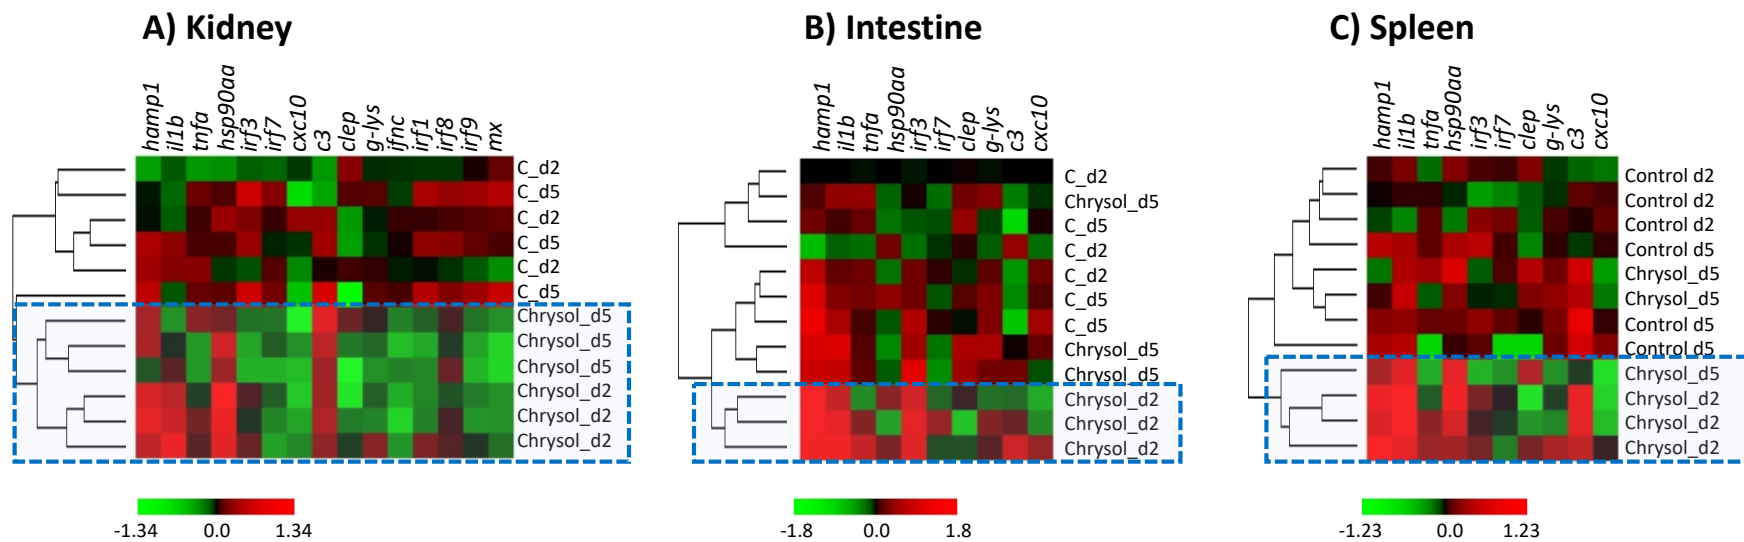 A) Kidney
hamp1
il1b
tnfa
hsp90aa
irf3
irf7
cxc10
c3
clep
g-lys
ifnc
irf1
irf8
irf9
mx
C_d2
C_d5
C_d2
C_d5
C_d2
C_d5
Chrysol_d5
Chrysol_d5
Chrysol_d5
Chrysol_d2
Chrysol_d2
Chrysol_d2
-1.34 0.0 1.34
B) Intestine
hamp1
il1b
tnfa
hsp90aa
irf3
irf7
clep
g-lys
c3
cxc10
C_d2
Chrysol_d5
C_d5
C_d2
C_d2
C_d5
C_d5
Chrysol_d5
Chrysol_d5
Chrysol_d2
Chrysol_d2
Chrysol_d2
-1.8 0.0 1.8
C) Spleen
hamp1
il1b
tnfa
hsp90aa
irf3
irf7
clep
g-lys
c3
cxc10
Control d2
Control d2
Control d2
Control d5
Chrysol_d5
Chrysol_d5
Control d5
Control d5
Chrysol_d5
Chrysol_d2
Chrysol_d2
Chrysol_d2
-1.23 0.0 1.23